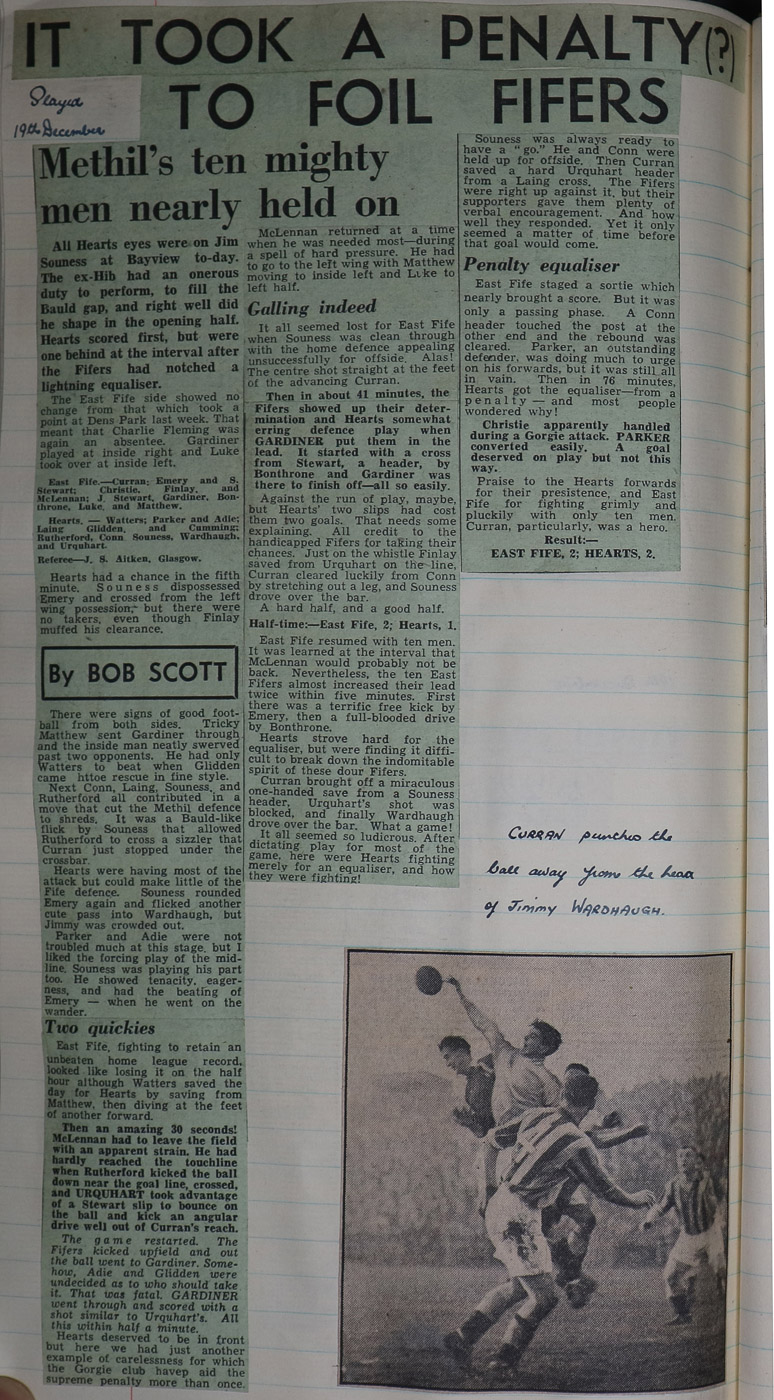 IT TOOK A PENALTY(?)
TO FOIL FIFERS
Played
19th December
Methil's ten mighty
men nearly held on
All Hearts eyes were on Jim
Souness at Bayview to-day.
The ex-Hib had an onerous
duty to perform, to fill the
Bauld gap, and right well did
he shape in the opening half.
Hearts scored first, but were
one behind at the interval after
the Fifers had notched a
lightning equaliser.
The East Fife side showed no
change from that which took a
point at Dens Park last week. That
meant that Charlie Fleming was
again an absentee. Gardiner
played at inside right and Luke
took over at inside left.
East Fife.—Curran; Emery and S.
Stewart; Christie, Finlay, and
McLennan; J. Stewart, Gardiner, Bon-
throne, Luke, and Matthew.
Hearts. — Watters; Parker and Adie;
Laing Glidden, and Cumming;
Rutherford, Conn Souness, Wardhaugh,
and Urquhart.
Referee—J. S. Aitken, Glasgow.
Hearts had a chance in the fifth
minute. Souness dispossessed
Emery and crossed from the left
wing possession; but there were
no takers, even though Finlay
muffed his clearance.
By BOB SCOTT
There were signs of good foot-
ball from both sides. Tricky
Matthew sent Gardiner through
and the inside man neatly swerved
past two opponents. He had only
Watters to beat when Glidden
came httoe rescue in fine style.
Next Conn, Laing, Souness, and
Rutherford all contributed in a
move that cut the Methil defence
to shreds. It was a Bauld-like
flick by Souness that allowed
Rutherford to cross a sizzler that
Curran just stopped under the
crossbar.
Hearts were having most of the
attack but could make little of the
Fife defence. Souness rounded
Emery again and flicked another
cute pass into Wardhaugh, but
Jimmy was crowded out.
Parker and Adie were not
troubled much at this stage, but I
liked the forcing play of the mid-
line. Souness was playing his part
too. He showed tenacity, eager-
ness, and had the beating of
Emery — when he went on the
wander.
Two quickies
East Fife, fighting to retain an
unbeaten home league record,
looked like losing it on the half
hour although Watters saved the
day for Hearts by saving from
Matthew, then diving at the feet
of another forward.
Then an amazing 30 seconds!
McLennan had to leave the field
with an apparent strain. He had
hardly reached the touchline
when Rutherford kicked the ball
down near the goal line, crossed,
and URQUHART took advantage
of a Stewart slip to bounce on
the ball and kick an angular
drive well out of Curran's reach.
The game restarted. The
Fifers kicked upfield and out
the ball went to Gardiner. Some-
how, Adie and Glidden were
undecided as to who should take
it. That was fatal. GARDINER
went through and scored with a
shot similar to Urquhart's. All
this within half a minute.
Hearts deserved to be in front
but here we had just another
example of carelessness for which
the Gorgie club havep aid the
supreme penalty more than once.
McLennan returned at a time
when he was needed most—during
a spell of hard pressure. He had
to go to the left wing with Matthew
moving to inside left and Luke to
left half.
Galling indeed
It all seemed lost for East Fife
when Souness was clean through
with the home defence appealing
unsuccessfully for offside. Alas!
The centre shot straight at the feet
of the advancing Curran.
Then in about 41 minutes, the
Fifers showed up their deter-
mination and Hearts somewhat
erring defence play when
GARDINER put them in the
lead. It started with a cross
from Stewart, a header, by
Bonthrone and Gardiner was
there to finish off—all so easily.
Against the run of play, maybe,
but Hearts' two slips had cost
them two goals. That needs some
explaining. All credit to the
handicapped Fifers for taking their
chances. Just on the whistle Finlay
saved from Urquhart on the line,
Curran cleared luckily from Conn
by stretching out a leg, and Souness
drove over the bar.
A hard half, and a good half.
Half-time:—East Fife, 2; Hearts, 1.
East Fife resumed with ten men.
It was learned at the interval that
McLennan would probably not be
back. Nevertheless, the ten East
Fifers almost increased their lead
twice within five minutes. First
there was a terrific free kick by
Emery, then a full-blooded drive
by Bonthrone.
Hearts strove hard for the
equaliser, but were finding it diffi-
cult to break down the indomitable
spirit of these dour Fifers.
Curran brought off a miraculous
one-handed save from a Souness
header, Urquhart's shot was
blocked, and finally Wardhaugh
drove over the bar. What a game!
It all seemed so ludicrous. After
dictating play for most of the
game, here were Hearts fighting
merely for an equaliser, and how
they were fighting!
Souness was always ready to
have a "go." He and Conn were
held up for offside. Then Curran
saved a hard Urquhart header
from a Laing cross. The Fifers
were right up against it, but their
supporters gave them plenty of
verbal encouragement. And how
well they responded. Yet it only
seemed a matter of time before
that goal would come.
Penalty equaliser
East Fife staged a sortie which
nearly brought a score. But it was
only a passing phase. A Conn
header touched the post at the
other end and the rebound was
cleared. Parker, an outstanding
defender, was doing much to urge
on his forwards, but it was still all
in vain. Then in 76 minutes,
Hearts got the equaliser—from a
penalty — and most people
wondered why!
Christie apparently handled
during a Gorgie attack. PARKER
converted easily. A goal
deserved on play but not this
way.
Praise to the Hearts forwards
for their presistence, and East
Fife for fighting grimly and
pluckily with only ten men.
Curran, particularly, was a hero.
Result:—
EAST FIFE, 2; HEARTS, 2.
CURRAN punches the
ball away from the head
of Jimmy WARDHAUGH.